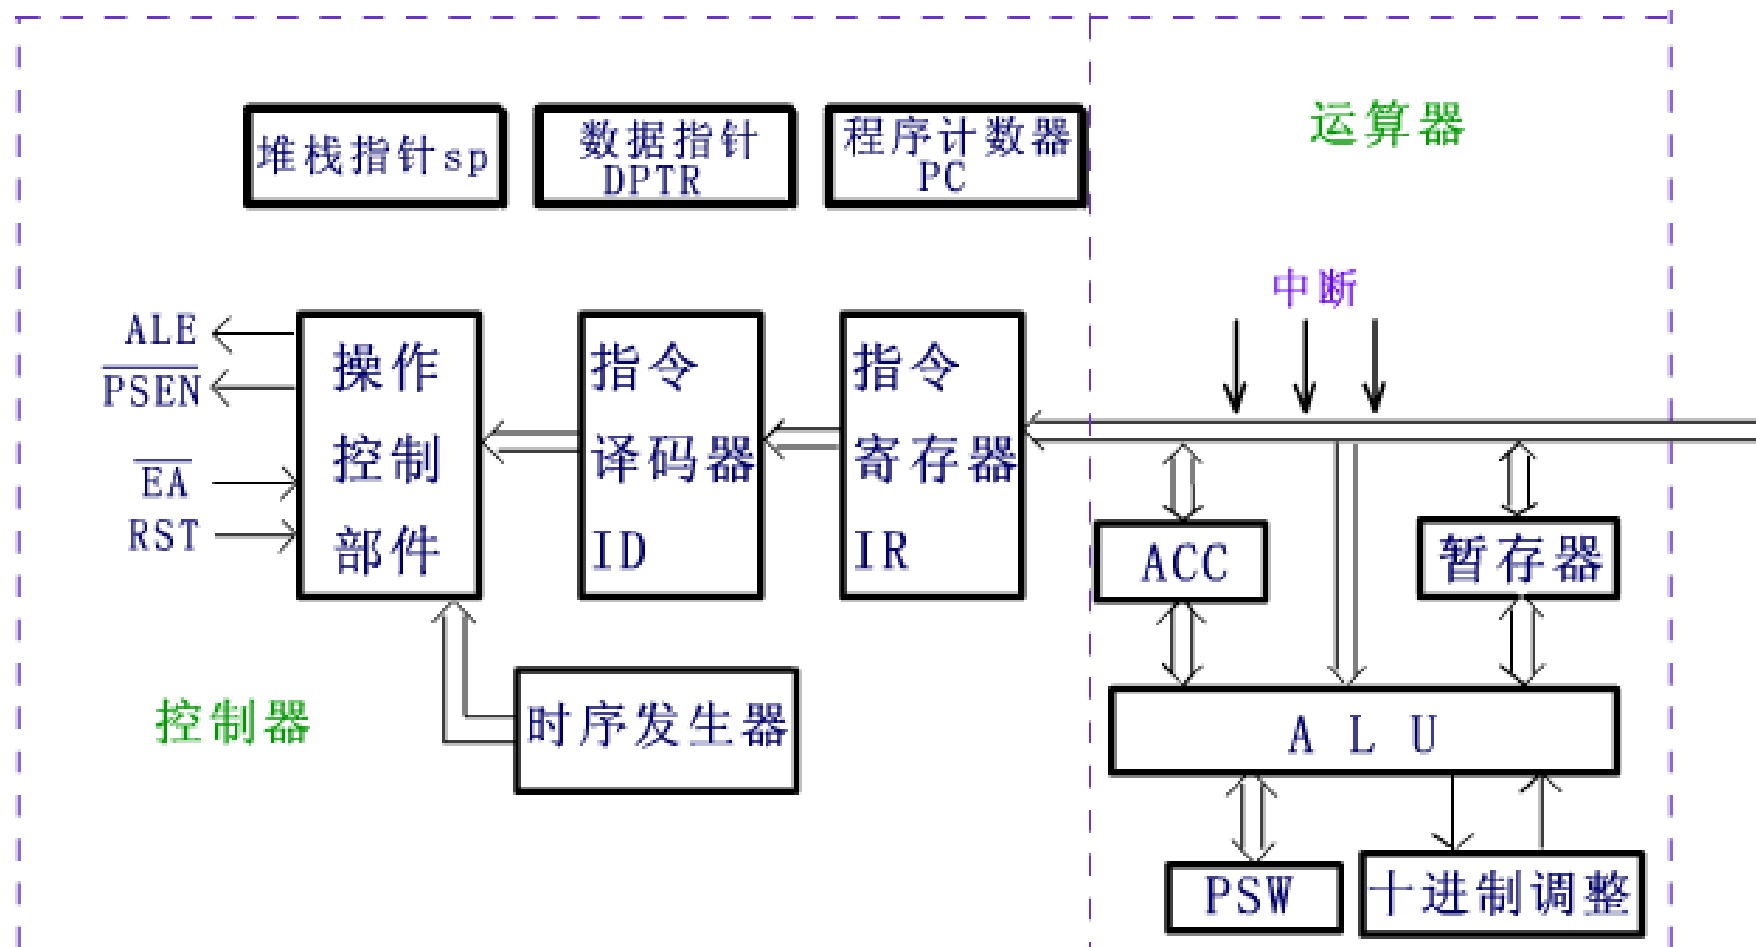 运算器
堆栈指针sp
数据指针
DPTR
程序计数器
PC
中断
ALE
PSEN
EA
RST
操作
控制
部件
指令
译码器
ID
指令
寄存器
IR
ACC
暂存器
控制器
时序发生器
A L U
PSW
十进制调整